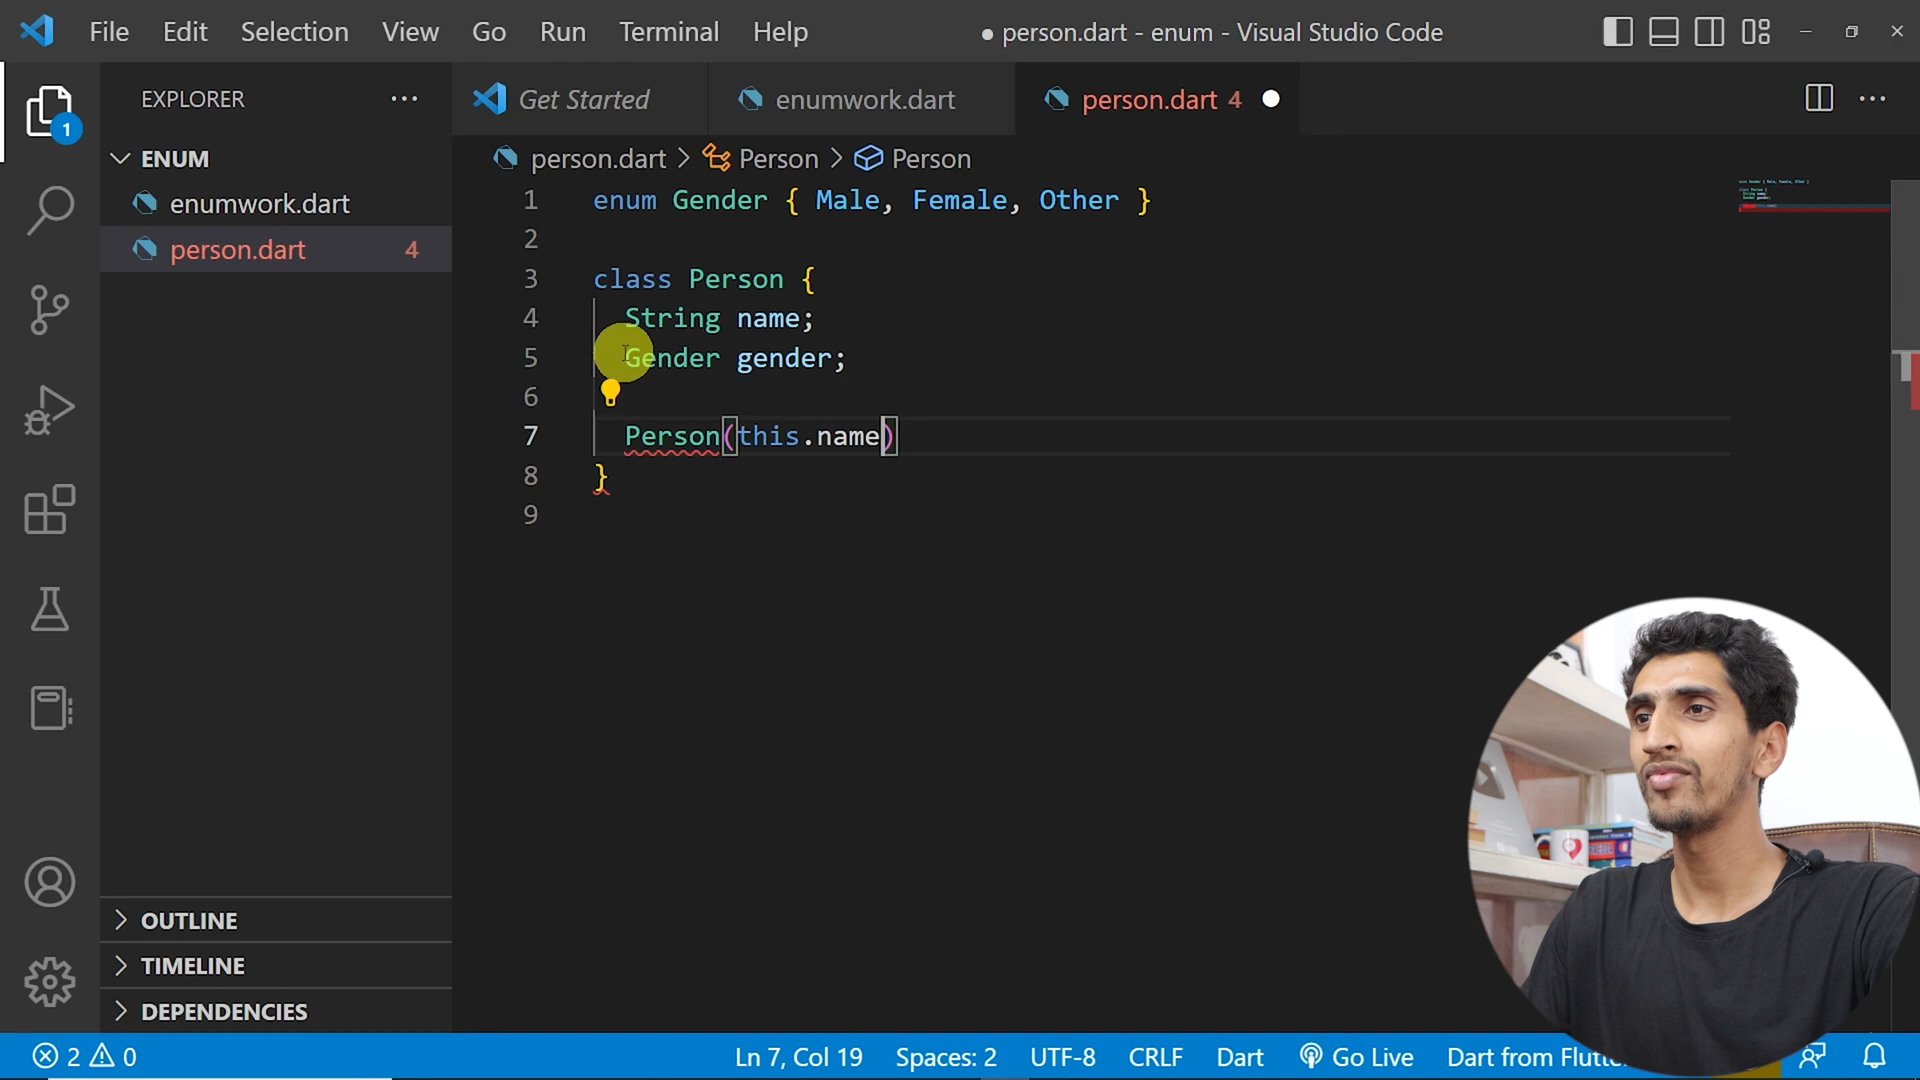 File Edit Selection View Go Run Terminal Help
● person.dart - enum - Visual Studio Code
EXPLORER
Get Started
enumwork.dart
person.dart 4
1
ENUM
enumwork.dart
person.dart 4
person.dart > Person > Person
1 enum Gender { Male, Female, Other }
2
3 class Person {
4 String name;
5 Gender gender;
6
7 Person(this.name)
8 }
9
OUTLINE
TIMELINE
DEPENDENCIES
2 0 Ln 7, Col 19 Spaces: 2 UTF-8 CRLF Dart Go Live Dart from